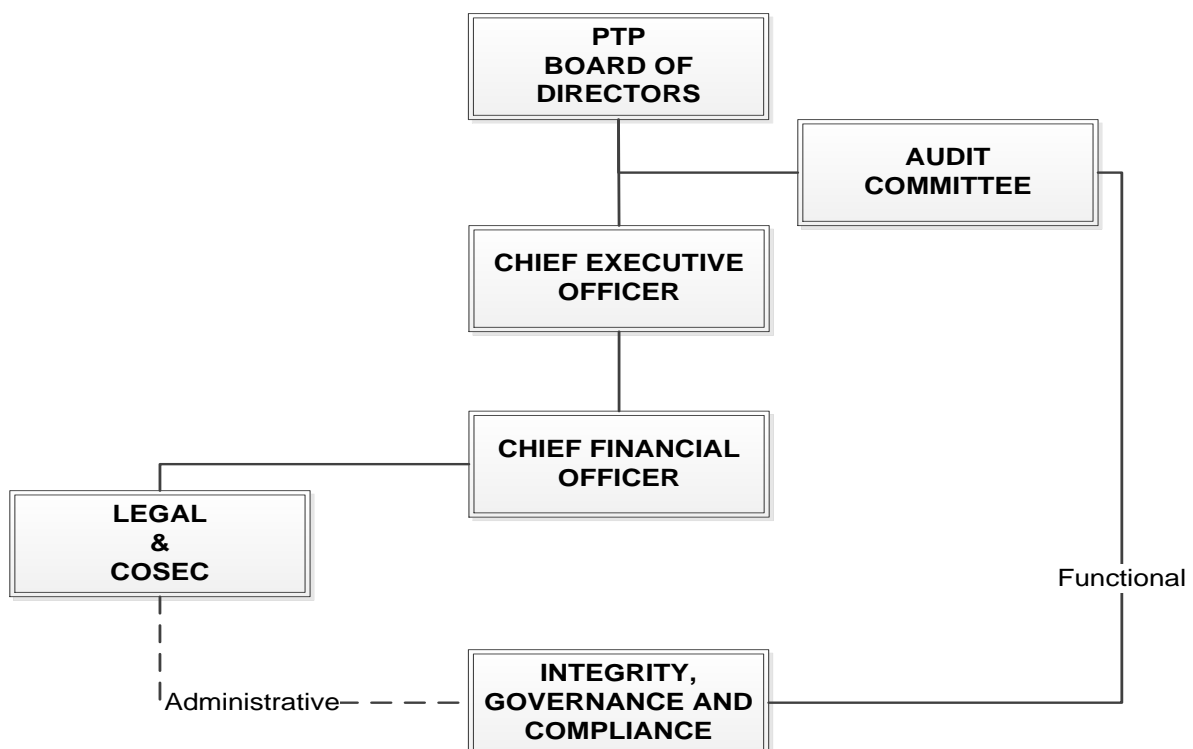 PTP
BOARD OF
DIRECTORS
AUDIT
COMMITTEE
CHIEF EXECUTIVE
OFFICER
CHIEF FINANCIAL
OFFICER
LEGAL
&
COSEC
Functional
Administrative
INTEGRITY,
GOVERNANCE AND
COMPLIANCE